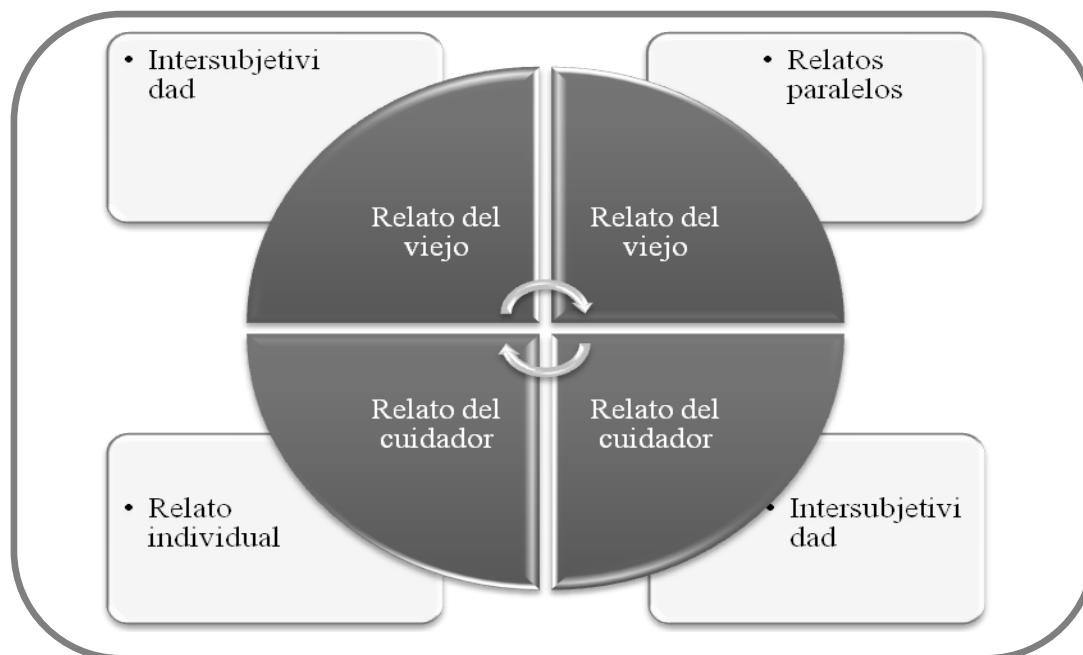 • Intersubjetivi
dad
• Relatos
paralelos
Relato del
viejo
Relato del
viejo
Relato del
cuidador
Relato del
cuidador
• Relato
individual
• Intersubjetivi
dad